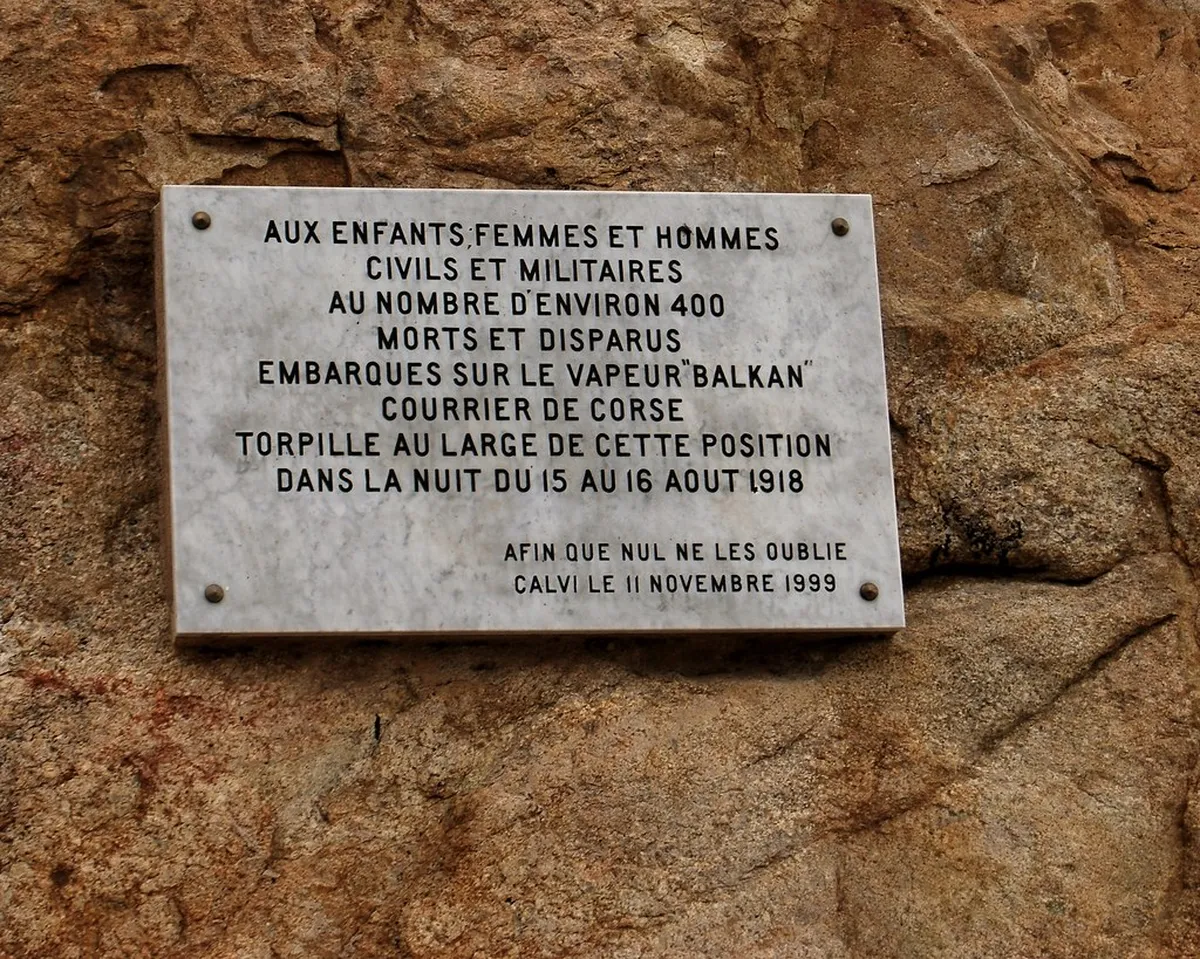 AUX ENFANTS, FEMMES ET HOMMES
CIVILS ET MILITAIRES
AU NOMBRE D'ENVIRON 400
MORTS ET DISPARUS
EMBARQUES SUR LE VAPEUR "BALKAN"
COURRIER DE CORSE
TORPILLE AU LARGE DE CETTE POSITION
DANS LA NUIT DU 15 AU 16 AOUT 1918
AFIN QUE NUL NE LES OUBLIE
CALVI LE 11 NOVEMBRE 1999